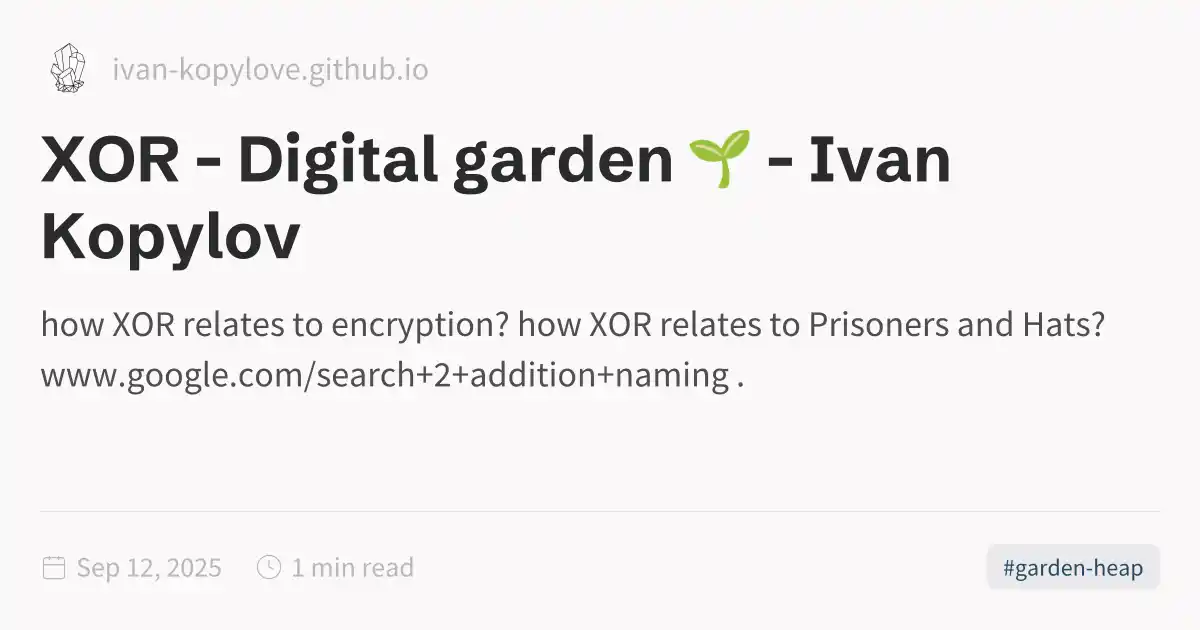 ivan-kopylove.github.io
XOR - Digital garden 🌱 - Ivan
Kopylov
how XOR relates to encryption? how XOR relates to Prisoners and Hats?
www.google.com/search+2+addition+naming .
Sep 12, 2025 1 min read #garden-heap